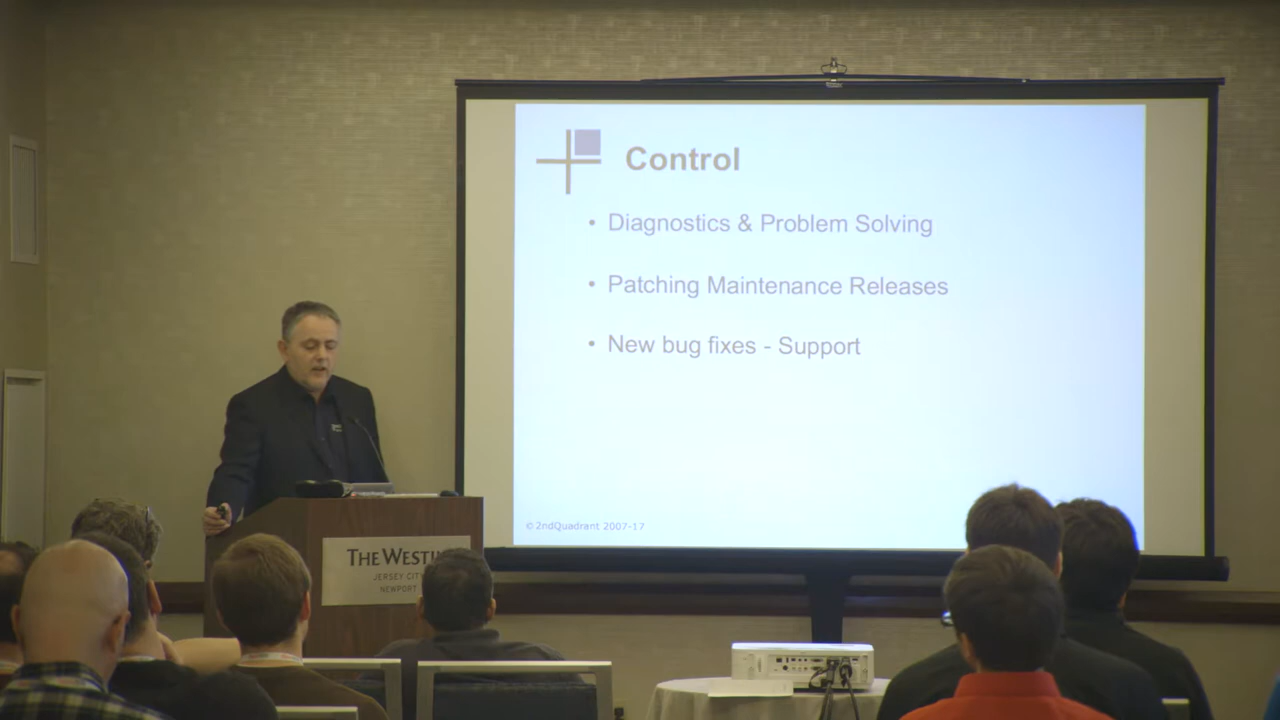 Control
• Diagnostics & Problem Solving
• Patching Maintenance Releases
• New bug fixes - Support
© 2ndQuadrant 2007-17
THE WESTI
JERSEY CITY
NEWPORT